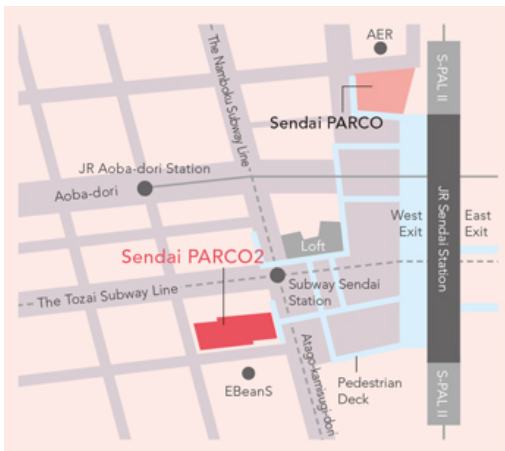 AER
S-PAL II
The Namboku Subway Line
Sendai PARCO
JR Aoba-dori Station
Aoba-dori
JR Sendai Station
West
Exit
East
Exit
Loft
Sendai PARCO2
Subway Sendai
Station
The Tozai Subway Line
Atago-kamisugi-dori
Pedestrian
Deck
EBeanS
S-PAL II